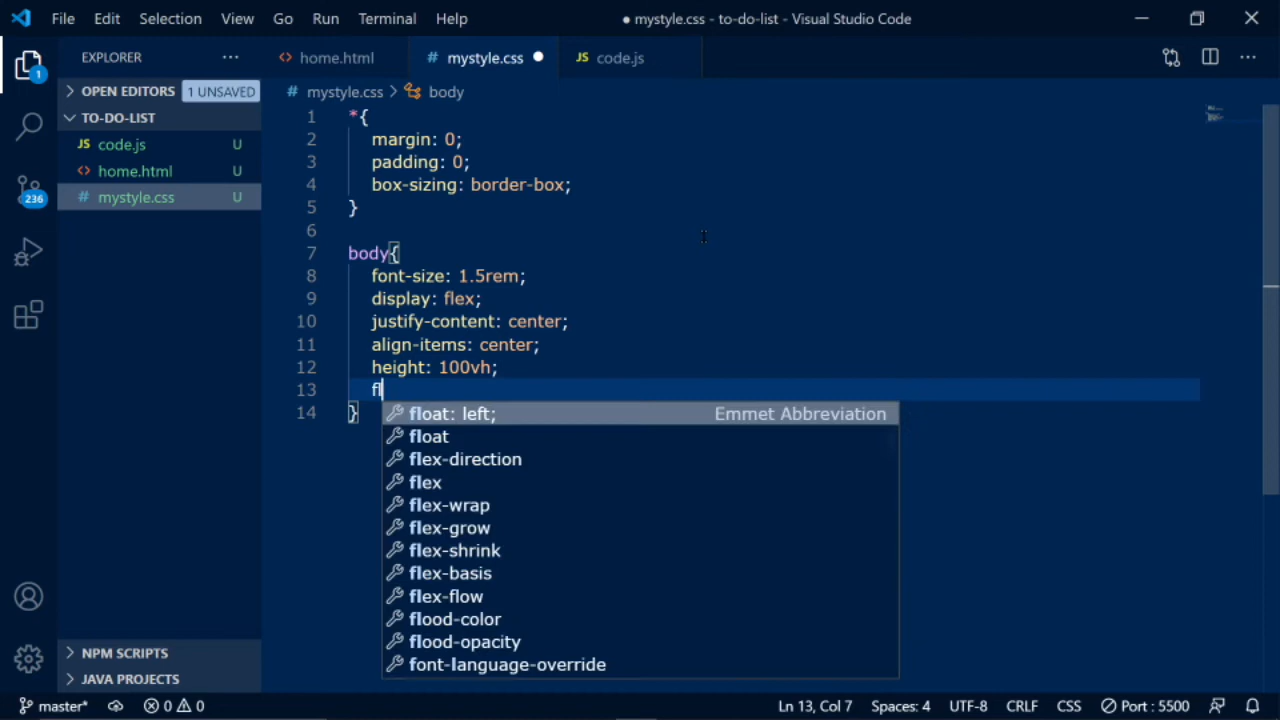 File Edit Selection View Go Run Terminal Help ● mystyle.css - to-do-list - Visual Studio Code
EXPLORER ··· <> home.html # mystyle.css ● JS code.js ···
OPEN EDITORS 1 UNSAVED # mystyle.css > body
TO-DO-LIST
JS code.js U
<> home.html U
# mystyle.css U
1
236
1 *{
2 margin: 0;
3 padding: 0;
4 box-sizing: border-box;
5 }
6
7 body{
8 font-size: 1.5rem;
9 display: flex;
10 justify-content: center;
11 align-items: center;
12 height: 100vh;
13 fl
14 }
float: left; Emmet Abbreviation
float
flex-direction
flex
flex-wrap
flex-grow
flex-shrink
flex-basis
flex-flow
flood-color
flood-opacity
font-language-override
NPM SCRIPTS
JAVA PROJECTS
master* 0 0 Ln 13, Col 7 Spaces: 4 UTF-8 CRLF CSS Port : 5500